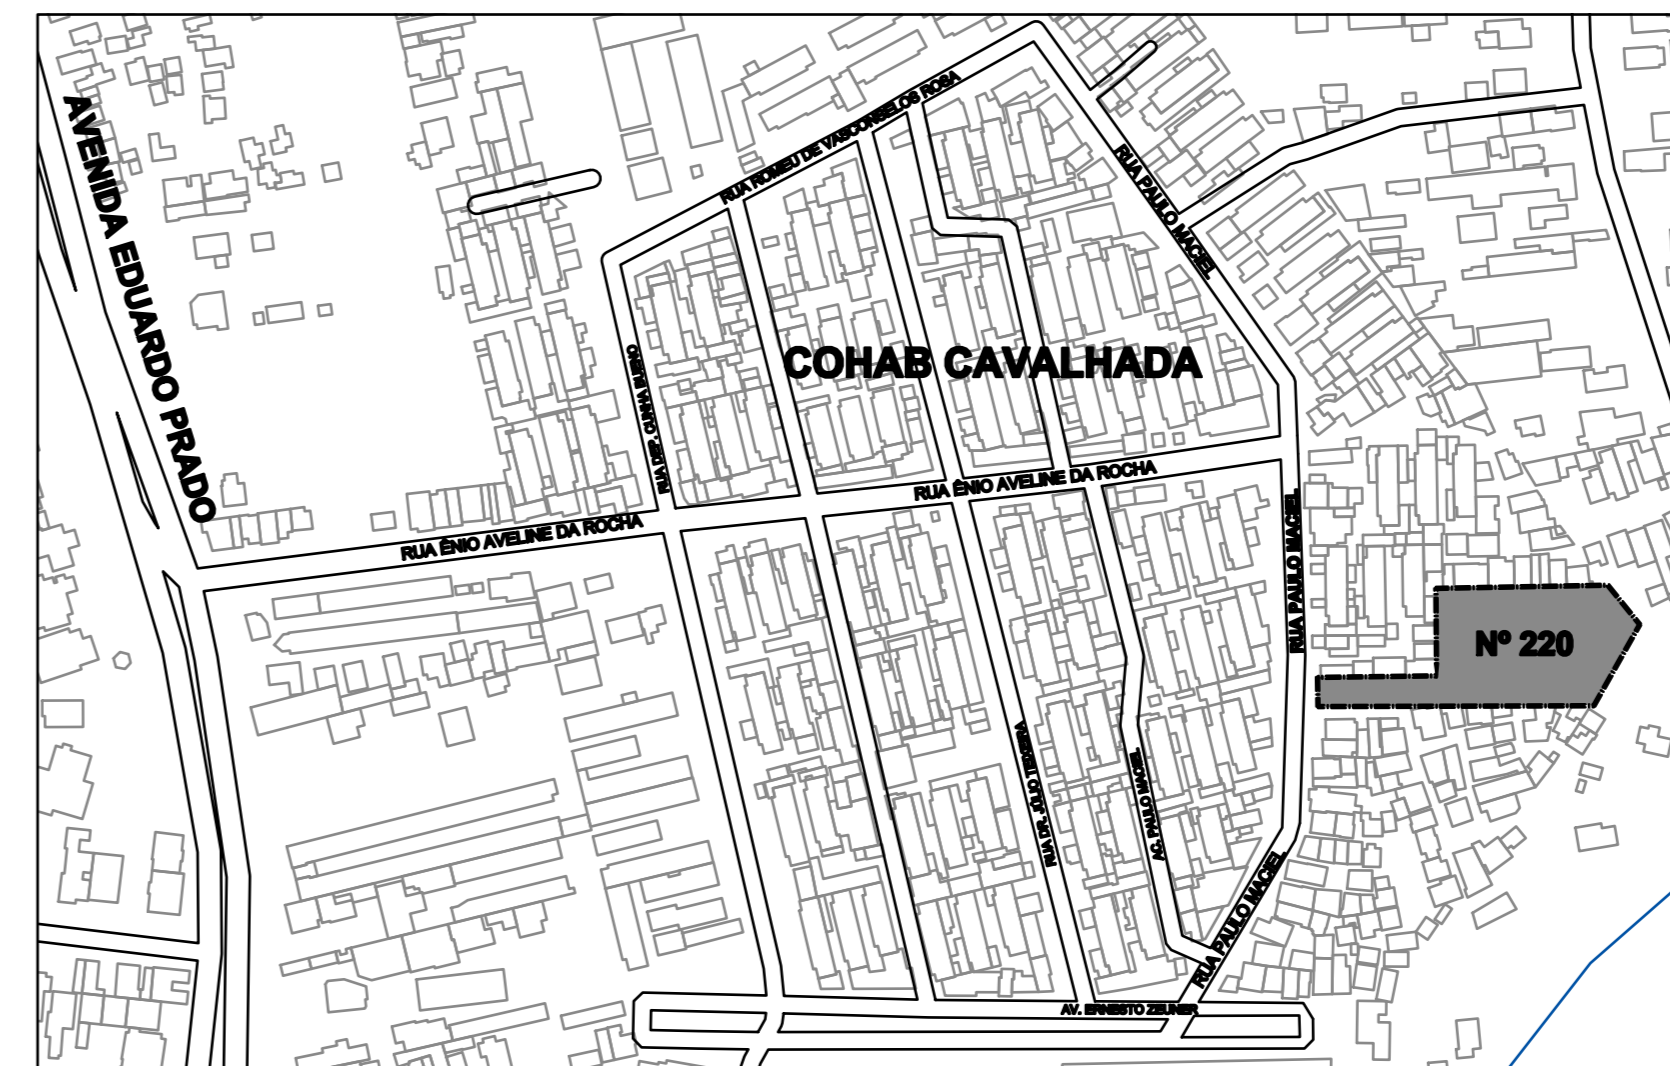 RUA ROMEU DE VASCONSELOS ROSA
AVENIDA EDUARDO PRADO
RUA PAULO MACIEL
COHAB CAVALHADA
RUA DEP. CUNHA BUENO
RUA ÊNIO AVELINE DA ROCHA
RUA ÊNIO AVELINE DA ROCHA
RUA PAULO MACIEL
Nº 220
RUA DR. JÚLIO TEIXEIRA
AC. PAULO MACIEL
RUA PAULO MACIEL
AV. ERNESTO ZEUNER